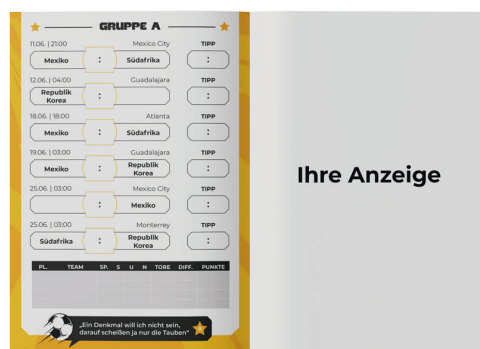 GRUPPE A
11.06. | 21:00 Mexico City TIPP
Mexiko : Südafrika :
12.06. | 04:00 Guadalajara TIPP
Republik
Korea : :
18.06. | 18:00 Atlanta TIPP
Mexiko : Südafrika :
19.06. | 03:00 Guadalajara TIPP
Mexiko : Republik
Korea :
25.06. | 03:00 Mexico City TIPP
: Mexiko :
25.06. | 03:00 Monterrey TIPP
Südafrika : Republik
Korea :
PL. TEAM SP. S U N TORE DIFF. PUNKTE
„Ein Denkmal will ich nicht sein,
darauf scheißen ja nur die Tauben“
A
Ihre Anzeige